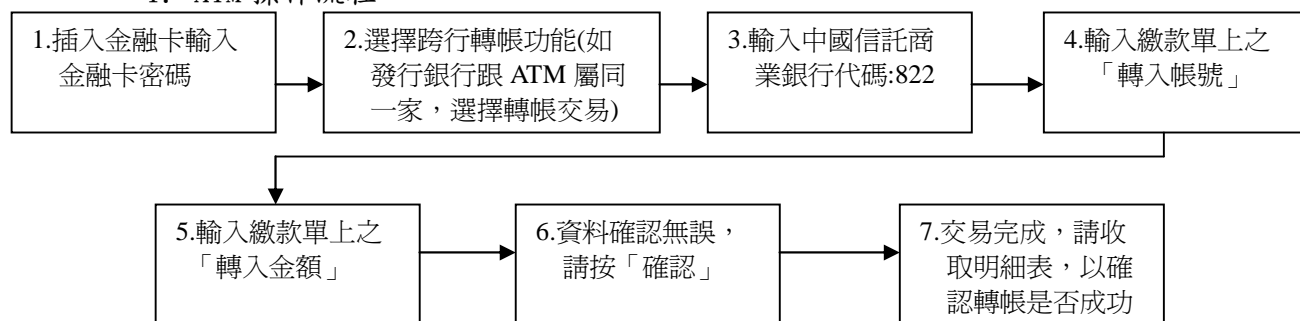 1.插入金融卡輸入
金融卡密碼
2.選擇跨行轉帳功能(如
發行銀行跟 ATM 屬同
一家，選擇轉帳交易)
3.輸入中國信託商
業銀行代碼:822
4.輸入繳款單上之
「轉入帳號」
5.輸入繳款單上之
「轉入金額」
6.資料確認無誤，
請按「確認」
7.交易完成，請收
取明細表，以確
認轉帳是否成功